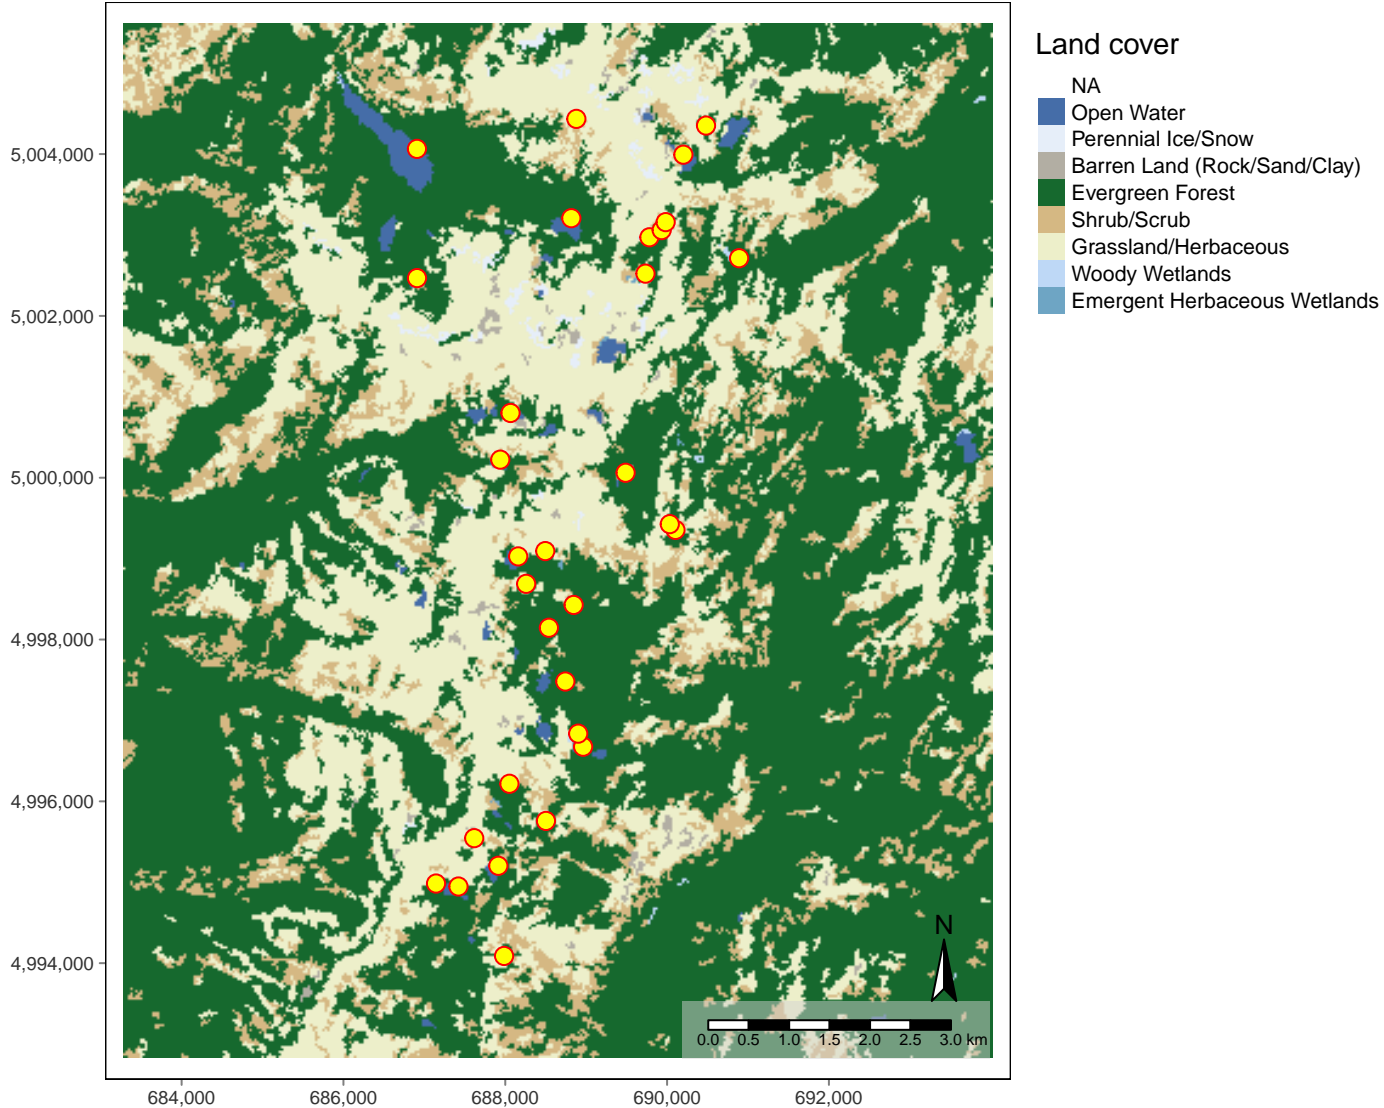 Land cover
NA
Open Water
Perennial Ice/Snow
Barren Land (Rock/Sand/Clay)
Evergreen Forest
Shrub/Scrub
Grassland/Herbaceous
Woody Wetlands
Emergent Herbaceous Wetlands
5,004,000
5,002,000
5,000,000
4,998,000
4,996,000
4,994,000
N
0.0 0.5 1.0 1.5 2.0 2.5 3.0 km
684,000 686,000 688,000 690,000 692,000